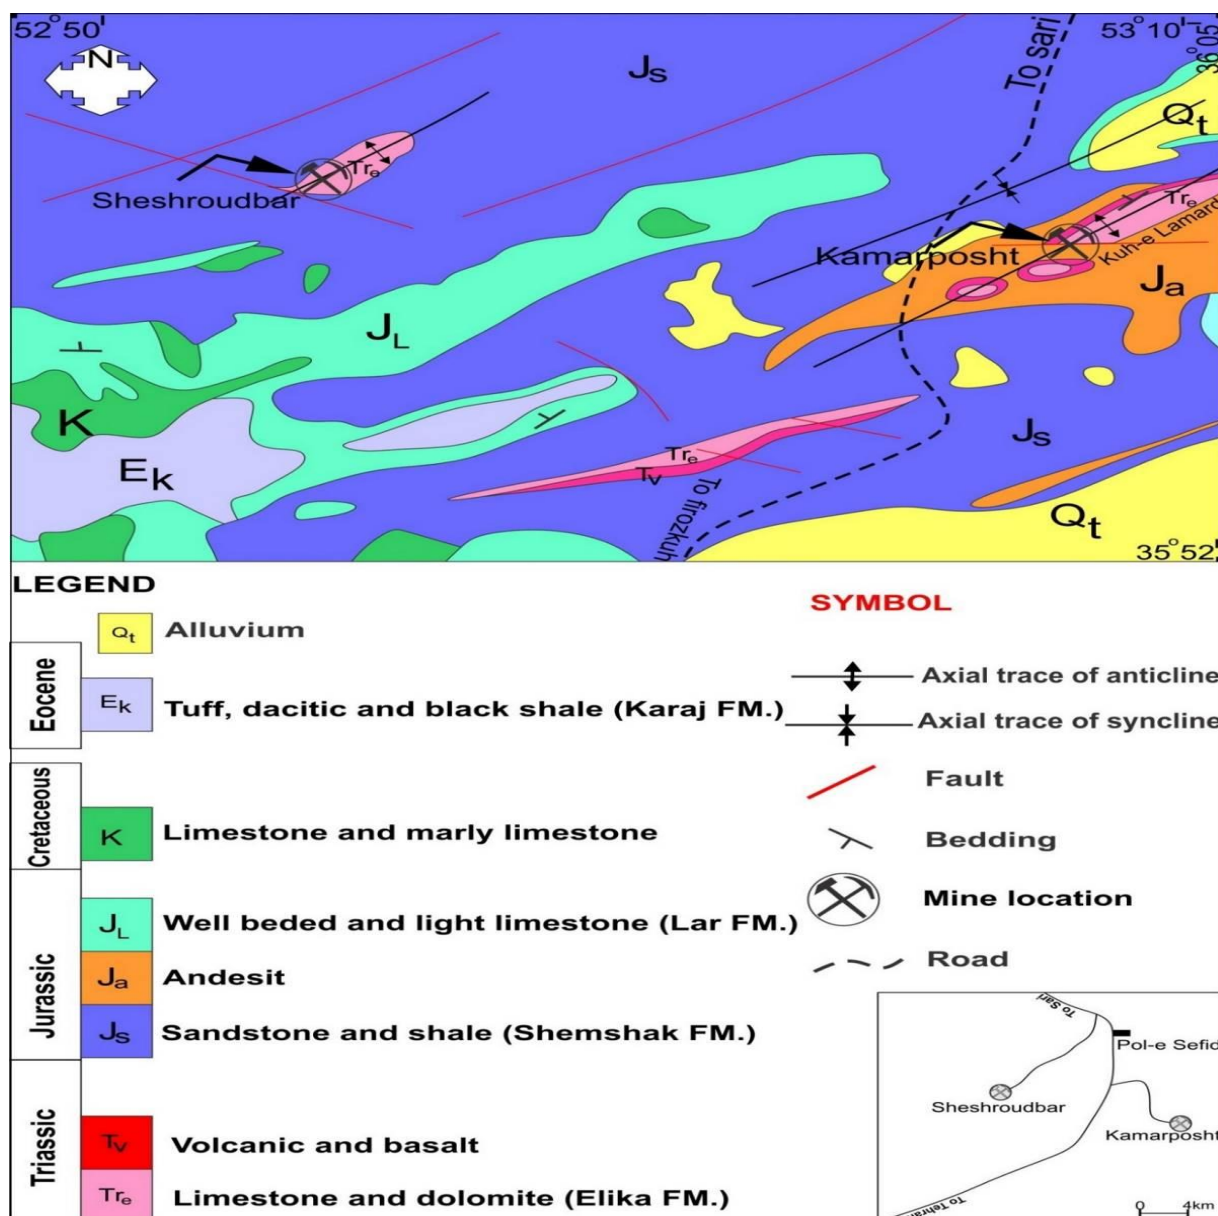 52° 50'
53° 10'
36° 05'
N
Js
To sari
Qt
Tre
Sheshroudbar
Tre
Kamarposht
Kuh-e Lamard
Ja
JL
K
Ek
Js
Tre
Tv
To firozkuh
Qt
35° 52'
LEGEND
Qt Alluvium
Eocene
Ek Tuff, dacitic and black shale (Karaj FM.)
Cretaceous
K Limestone and marly limestone
Jurassic
JL Well beded and light limestone (Lar FM.)
Ja Andesit
Js Sandstone and shale (Shemshak FM.)
Triassic
Tv Volcanic and basalt
Tre Limestone and dolomite (Elika FM.)
SYMBOL
Axial trace of anticline
Axial trace of syncline
Fault
Bedding
Mine location
Road
To Sari
Pol-e Sefid
Sheshroudbar
Kamarposht
To Tehran
0 4km